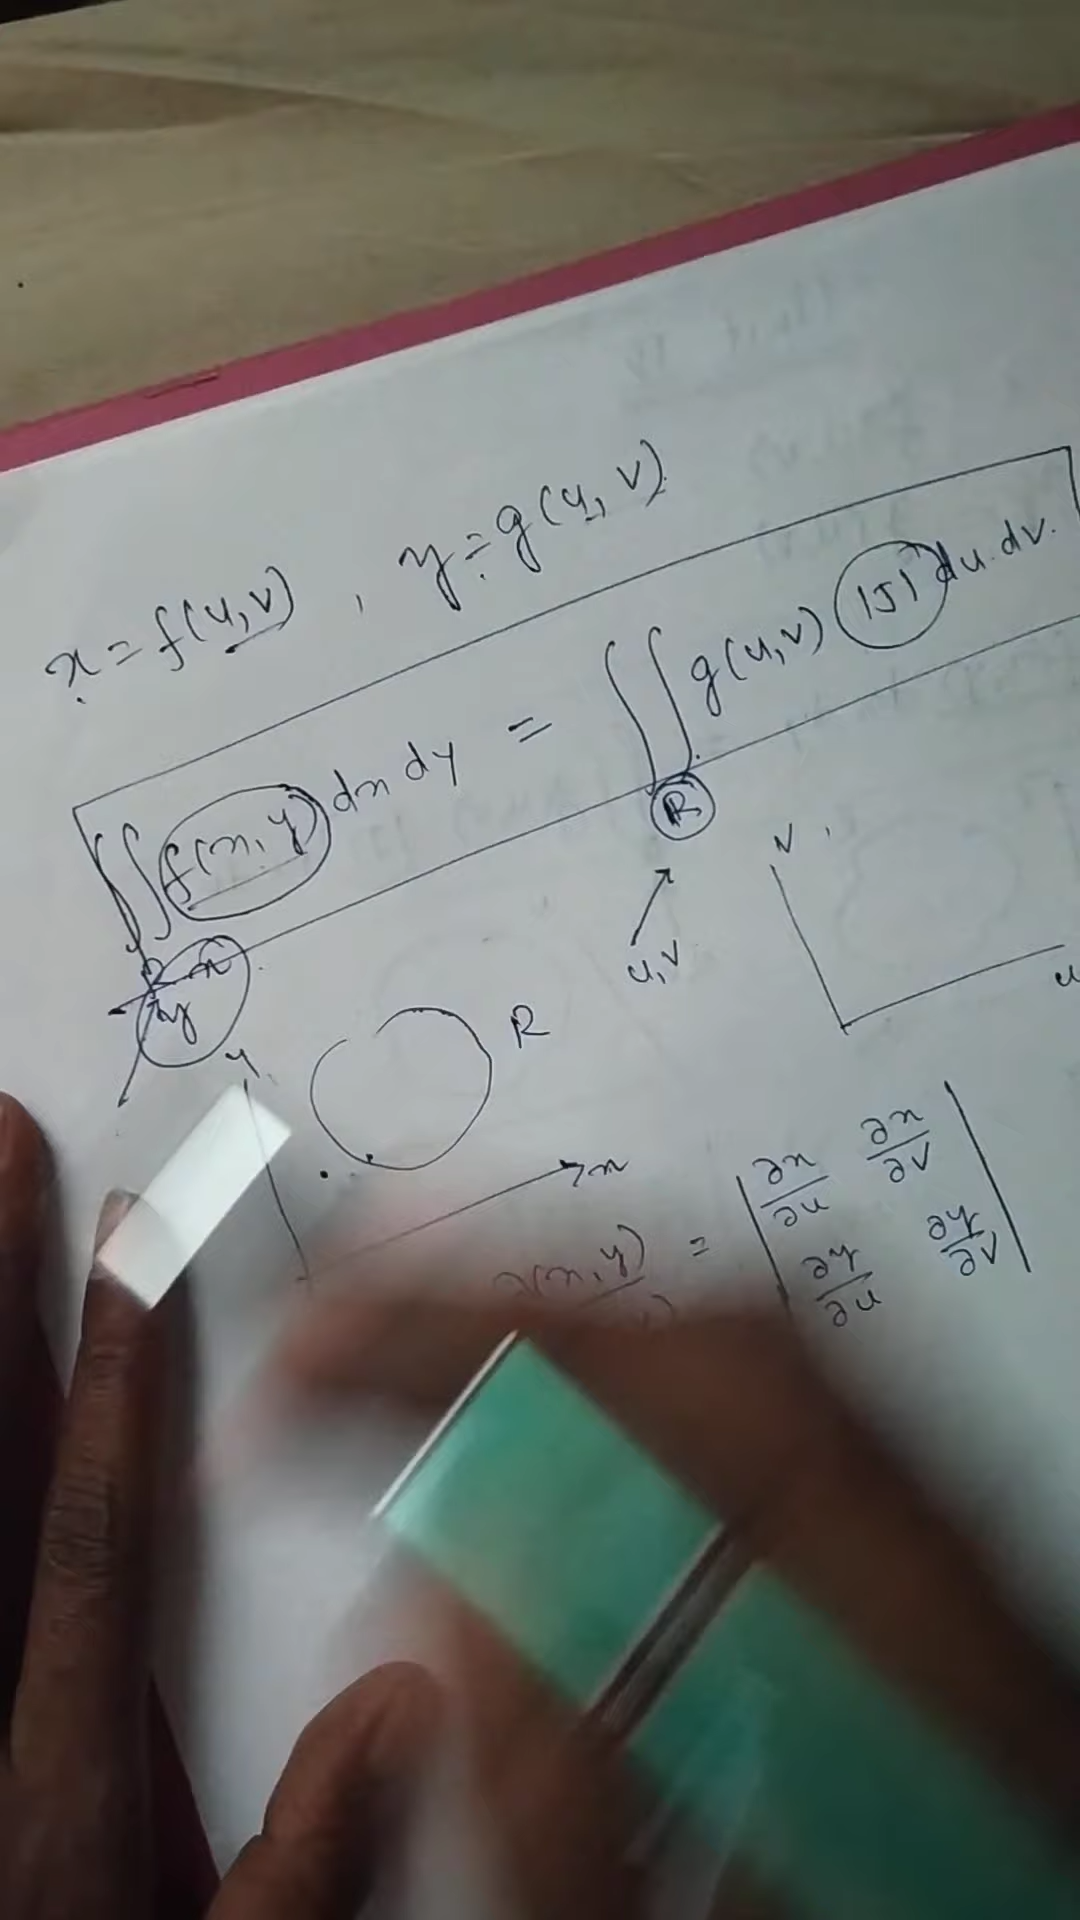 x = f(u,v) , y = g(u,v)
∬ f(x,y) dx dy = ∬ g(u,v) |J| du.dv.
R
R x y
u,v
v
u
y
R
x
∂(x,y) = | ∂x/∂u ∂x/∂v |
| ∂y/∂u ∂y/∂v |